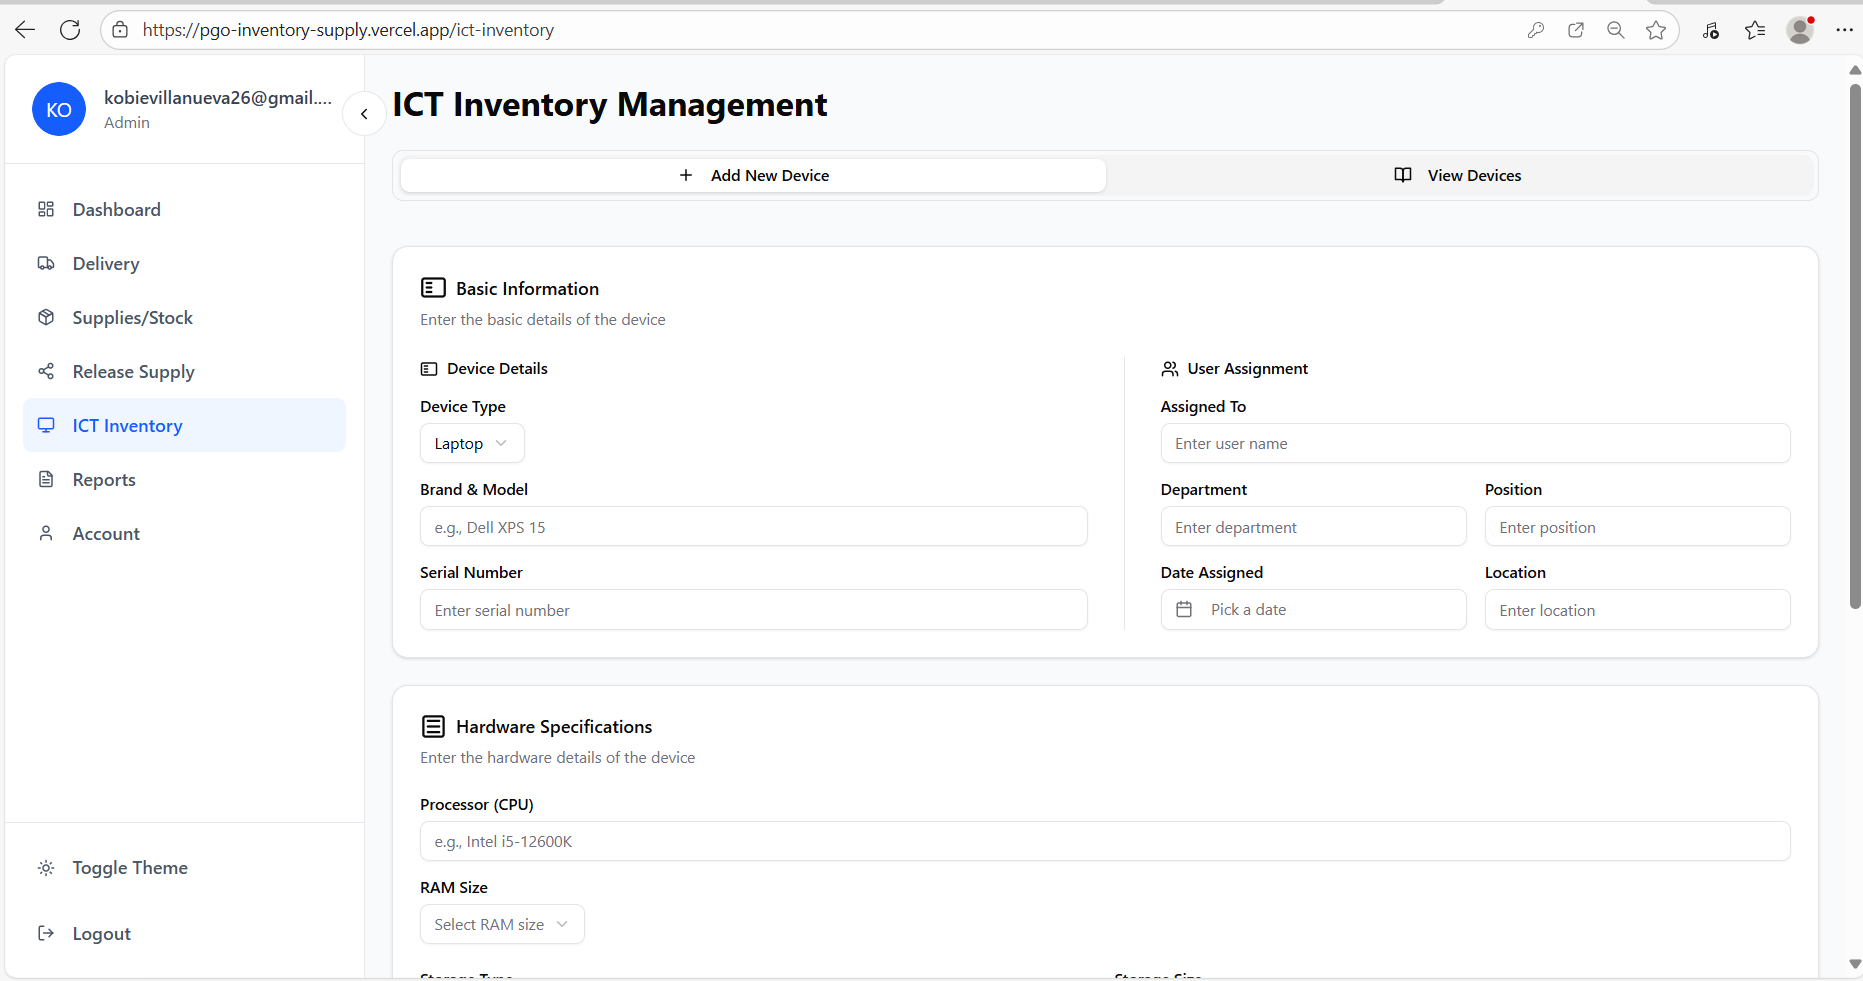 https://pgo-inventory-supply.vercel.app/ict-inventory
KO
kobievillanueva26@gmail....
Admin
Dashboard
Delivery
Supplies/Stock
Release Supply
ICT Inventory
Reports
Account
Toggle Theme
Logout
ICT Inventory Management
Add New Device
View Devices
Basic Information
Enter the basic details of the device
Device Details
Device Type
Laptop
Brand & Model
e.g., Dell XPS 15
Serial Number
Enter serial number
User Assignment
Assigned To
Enter user name
Department
Position
Enter department
Enter position
Date Assigned
Location
Pick a date
Enter location
Hardware Specifications
Enter the hardware details of the device
Processor (CPU)
e.g., Intel i5-12600K
RAM Size
Select RAM size
Storage Type
Storage Size